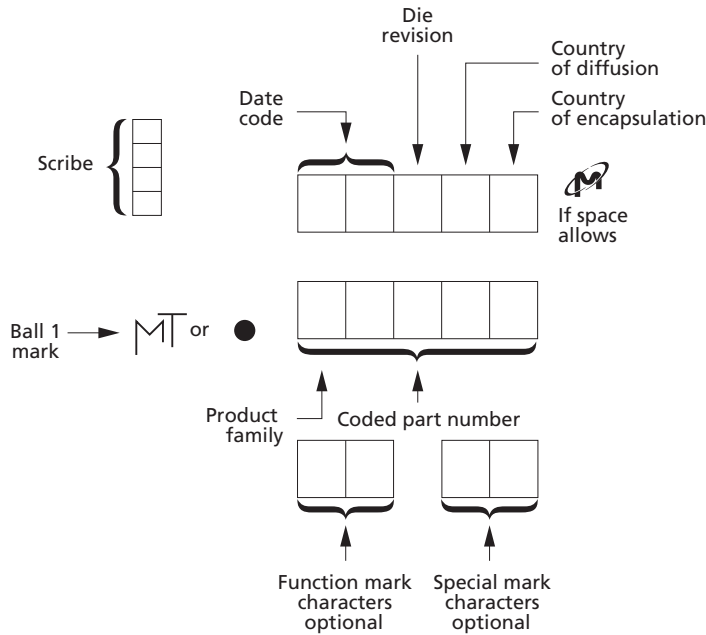 Die
revision
Country
of diffusion
Date
code
Country
of encapsulation
Scribe
M
If space
allows
Ball 1
mark
MT or
Product
family
Coded part number
Function mark
characters
optional
Special mark
characters
optional